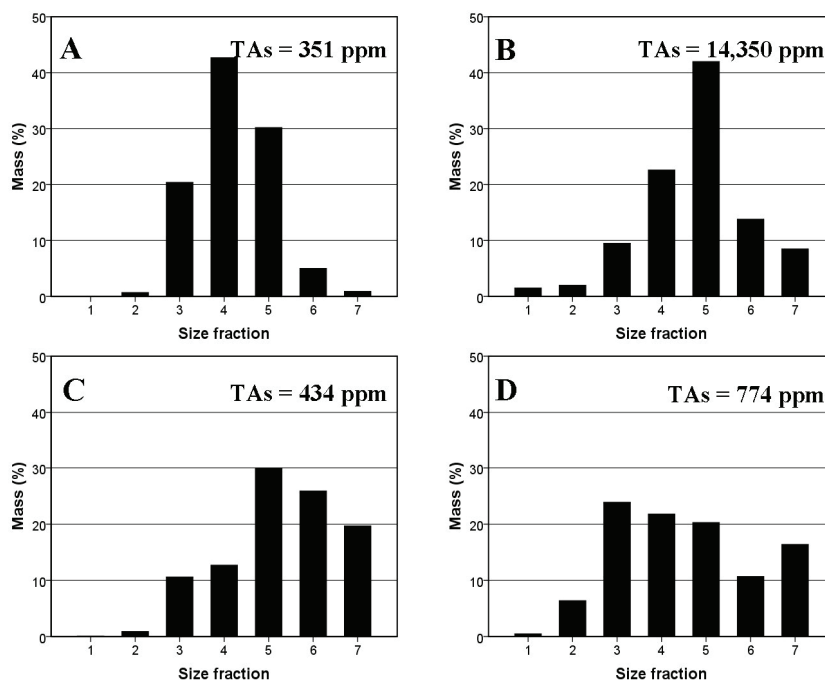 A
TAs = 351 ppm
50
40
30
20
10
0
Mass (%)
1 2 3 4 5 6 7
Size fraction
B
TAs = 14,350 ppm
50
40
30
20
10
0
Mass (%)
1 2 3 4 5 6 7
Size fraction
C
TAs = 434 ppm
50
40
30
20
10
0
Mass (%)
1 2 3 4 5 6 7
Size fraction
D
TAs = 774 ppm
50
40
30
20
10
0
Mass (%)
1 2 3 4 5 6 7
Size fraction